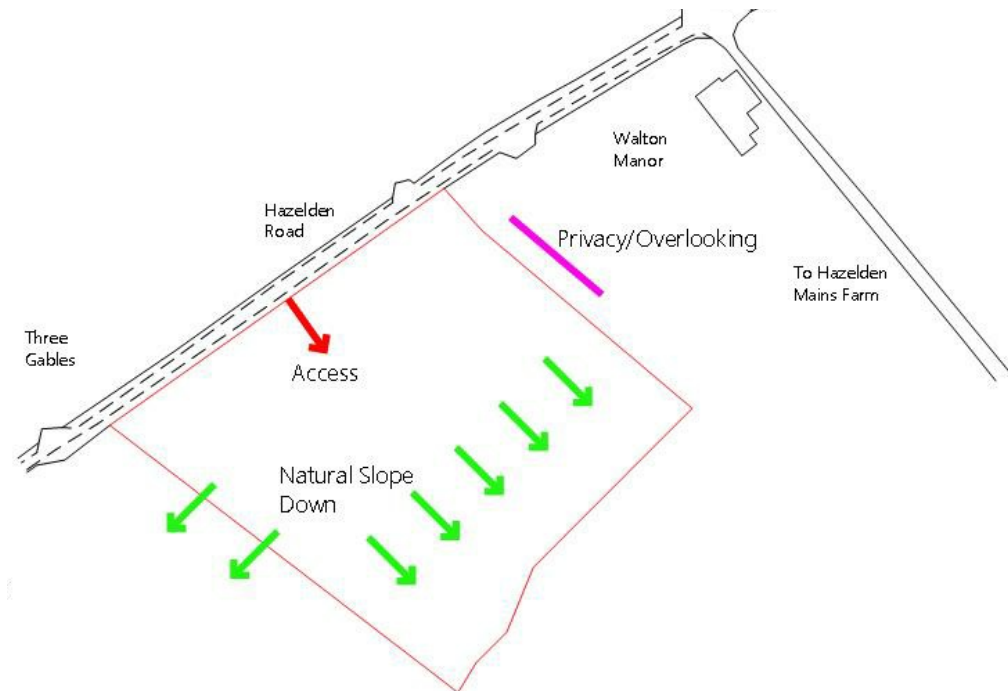 Walton
Manor
Hazelden
Road
Privacy/Overlooking
To Hazelden
Mains Farm
Three
Gables
Access
Natural Slope
Down